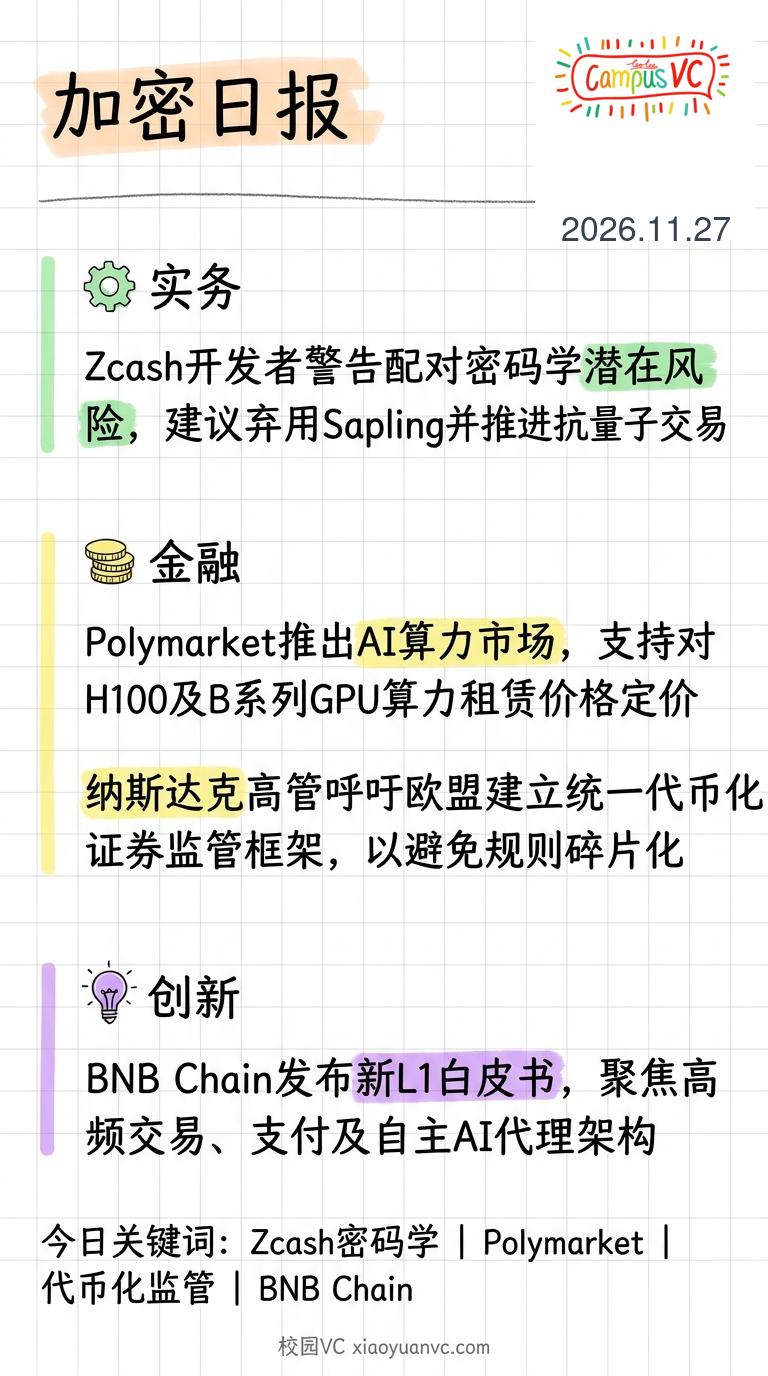 加密日报
leolee
Campus VC
2026.11.27
实务
Zcash开发者警告配对密码学潜在风
险，建议弃用Sapling并推进抗量子交易
金融
Polymarket推出AI算力市场，支持对
H100及B系列GPU算力租赁价格定价
纳斯达克高管呼吁欧盟建立统一代币化
证券监管框架，以避免规则碎片化
创新
BNB Chain发布新L1白皮书，聚焦高
频交易、支付及自主AI代理架构
今日关键词：Zcash密码学 | Polymarket |
代币化监管 | BNB Chain
校园VC xiaoyuanvc.com